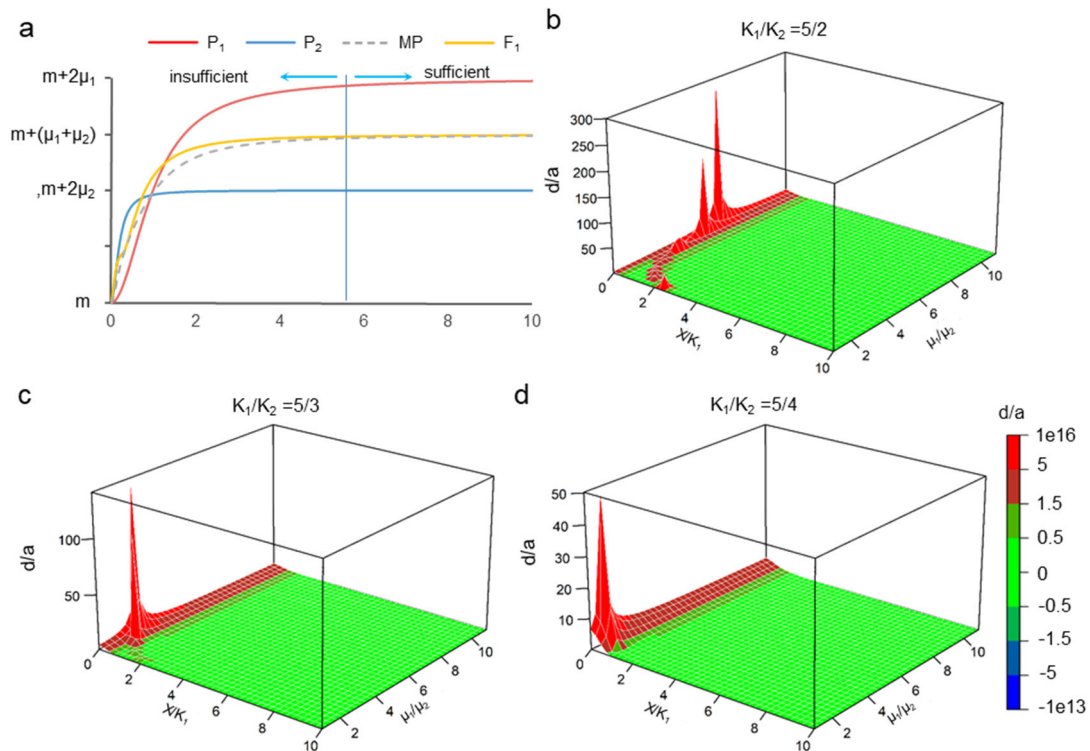 a
P₁ P₂ MP F₁
insufficient sufficient
m+2μ₁
m+(μ₁+μ₂)
,m+2μ₂
m
0 2 4 6 8 10
b
K₁/K₂ =5/2
d/a
300
250
200
150
100
50
0 2 4 6 8 10
X/K₁
2 4 6 8 10
μ₁/μ₂
c
K₁/K₂ =5/3
d/a
100
50
0 2 4 6 8 10
X/K₁
2 4 6 8 10
μ₁/μ₂
d
K₁/K₂ =5/4
d/a
50
40
30
20
10
0 2 4 6 8 10
X/K₁
2 4 6 8 10
μ₁/μ₂
d/a
1e16
5
1.5
0.5
0
-0.5
-1.5
-5
-1e13